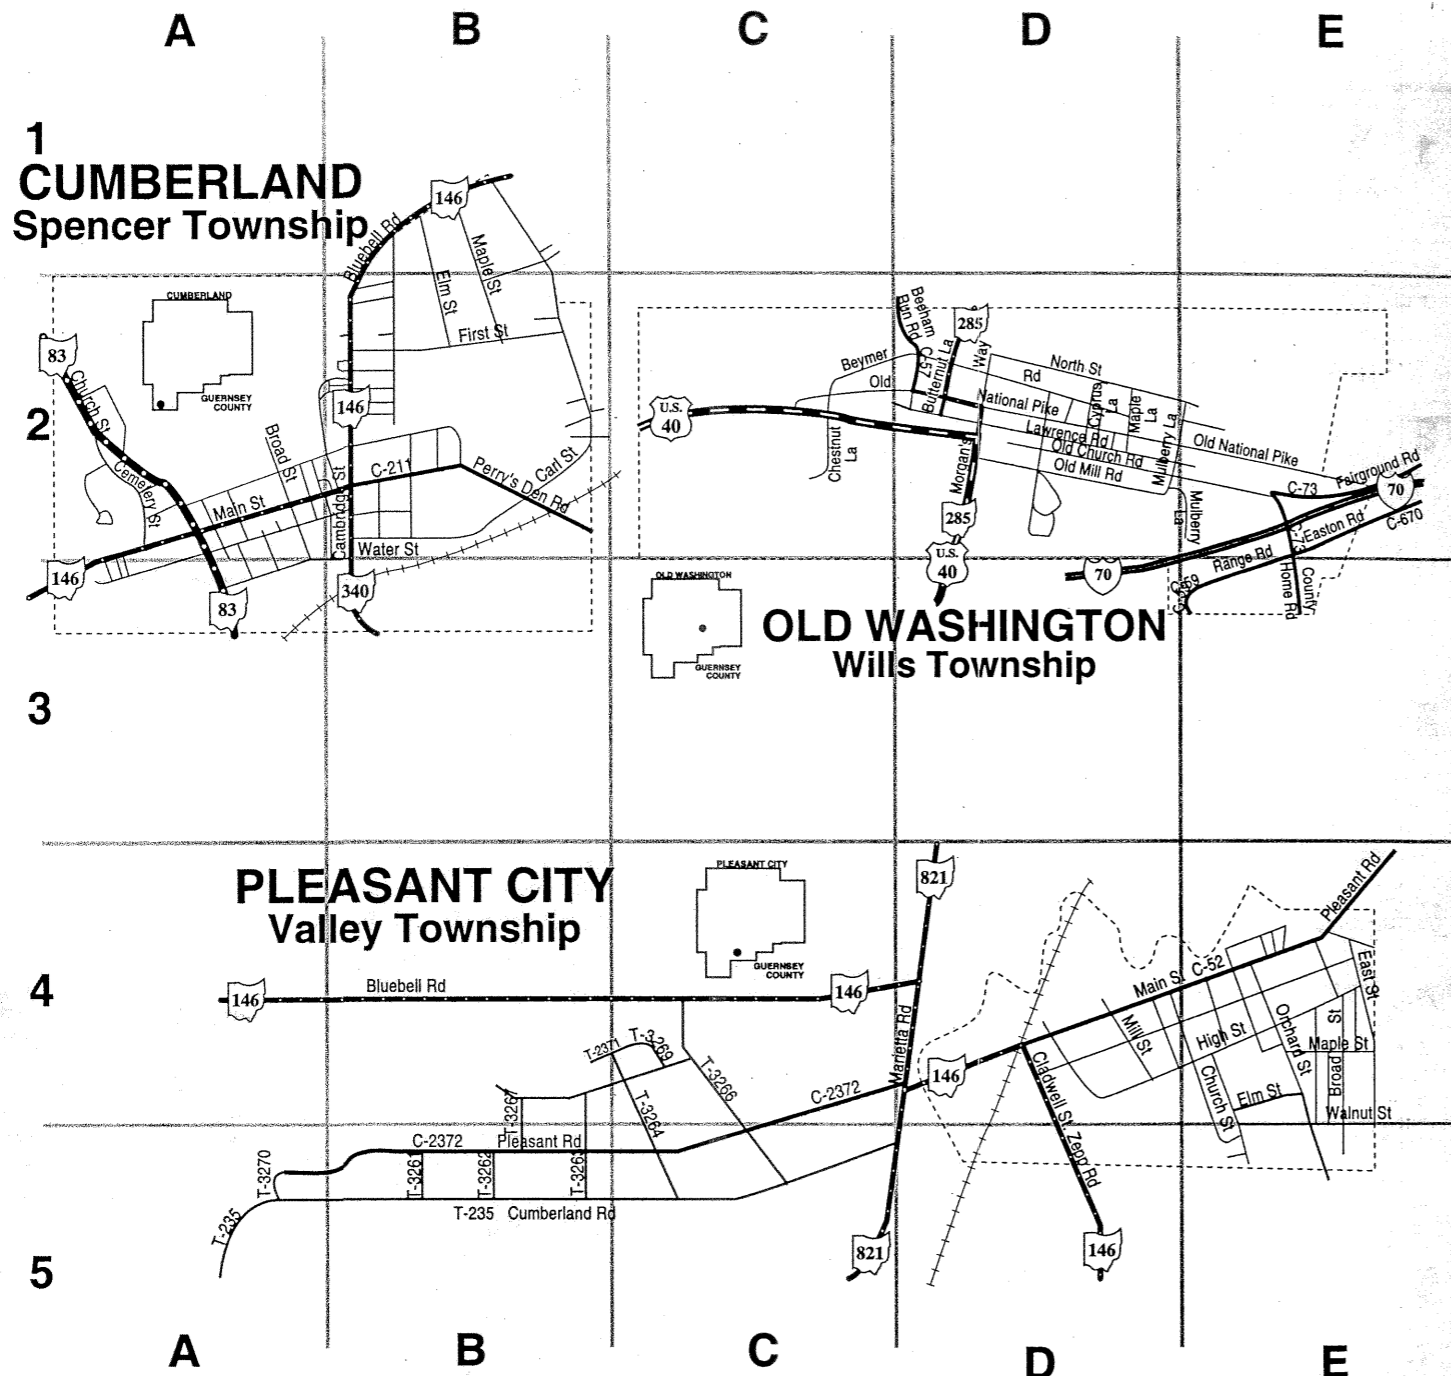 A B C D E
1
CUMBERLAND
Spencer Township
146
Bluebell Rd
Maple St
Elm St
First St
CUMBERLAND
GUERNSEY
COUNTY
83
Church St
Cemetery St
Broad St
Main St
Cambridge St
146
C-211
Perry's Den Rd
Carl St
Water St
146
83
340
2
Beeham
Run Rd
C-57
285
Butternut La
Way
Beymer
Old
North St
Rd
National Pike
Cyprus
La
Maple
La
Mulberry La
U.S.
40
Lawrence Rd
Old Church Rd
Old Mill Rd
Old National Pike
Chestnut
La
Morgan's
Mulberry
La
C-73
Fairground Rd
70
Easton Rd
C-670
285
U.S.
40
70
Range Rd
County
Home Rd
OLD WASHINGTON
GUERNSEY
COUNTY
OLD WASHINGTON
Wills Township
3
PLEASANT CITY
Valley Township
PLEASANT CITY
GUERNSEY
COUNTY
821
Pleasant Rd
4
146
Bluebell Rd
146
Main St
C-52
East St
Marietta Rd
Mill St
High St
Orchard St
St
Broad
Maple St
T-2371
T-3269
T-3266
T-3264
T-3267
C-2372
146
Cladwell St. Zepp Rd
Church St
Elm St
Walnut St
C-2372
Pleasant Rd
T-3270
T-3261
T-3262
T-3263
T-235
T-235
Cumberland Rd
821
146
5
A B C D E